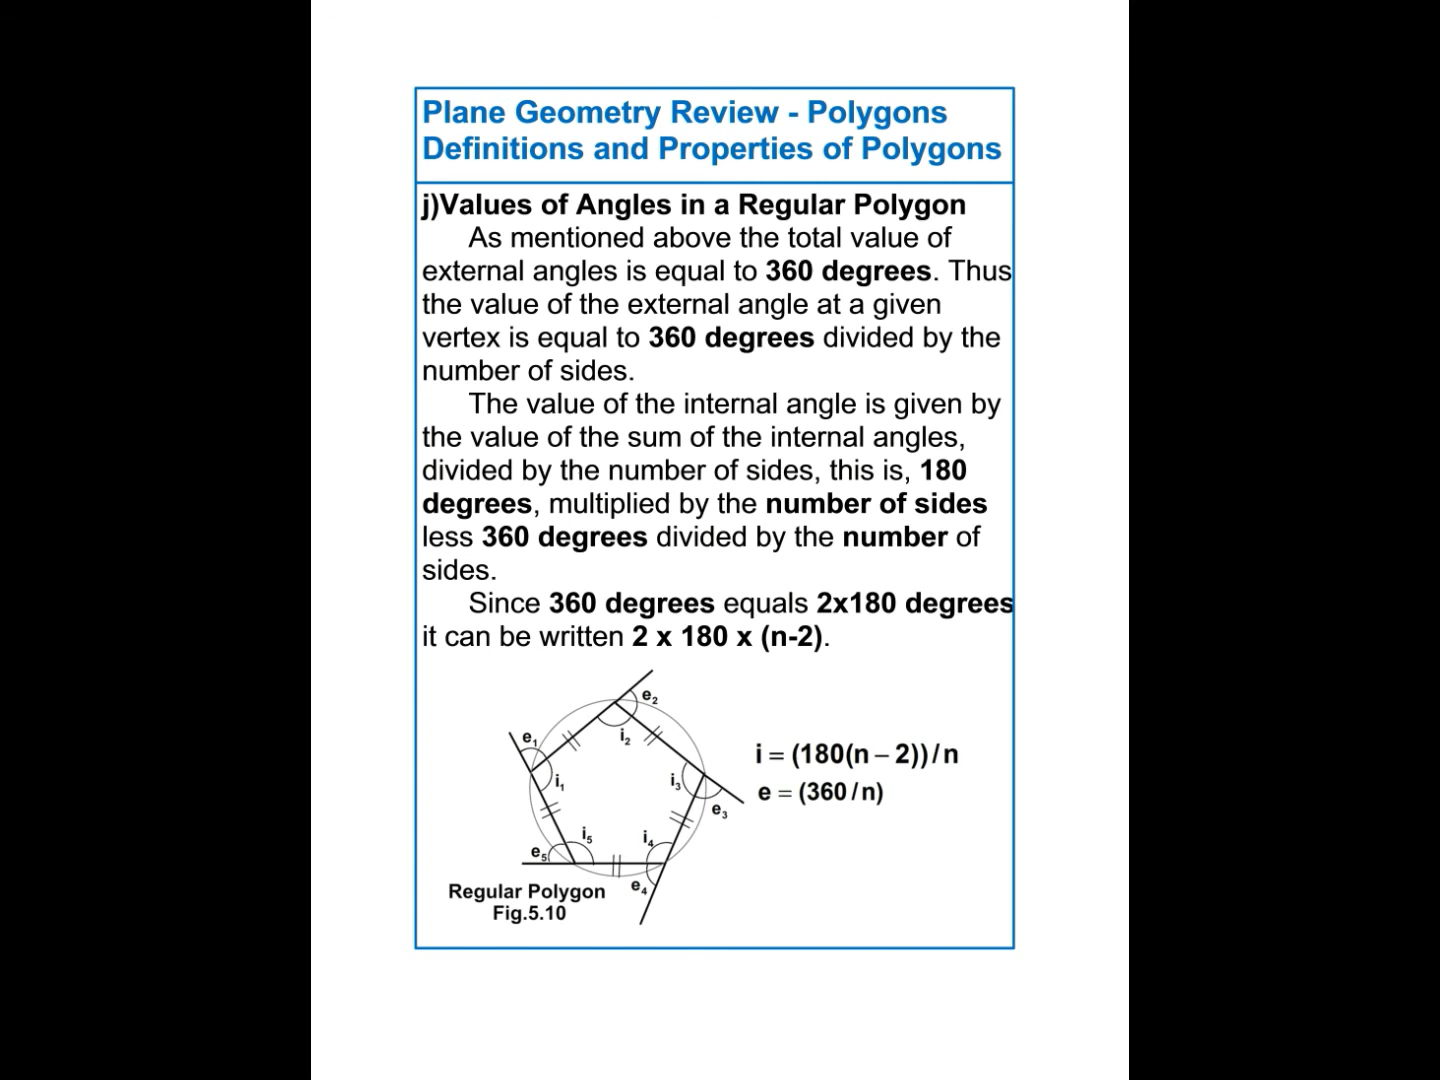 Plane Geometry Review - Polygons
Definitions and Properties of Polygons
j)Values of Angles in a Regular Polygon
As mentioned above the total value of
external angles is equal to 360 degrees. Thus
the value of the external angle at a given
vertex is equal to 360 degrees divided by the
number of sides.
The value of the internal angle is given by
the value of the sum of the internal angles,
divided by the number of sides, this is, 180
degrees, multiplied by the number of sides
less 360 degrees divided by the number of
sides.
Since 360 degrees equals 2x180 degrees
it can be written 2 x 180 x (n-2).
e₂
e₁
i₂
i₁
i₃
e₃
i₅
i₄
e₅
e₄
i = (180(n – 2))/n
e = (360/n)
Regular Polygon
Fig.5.10